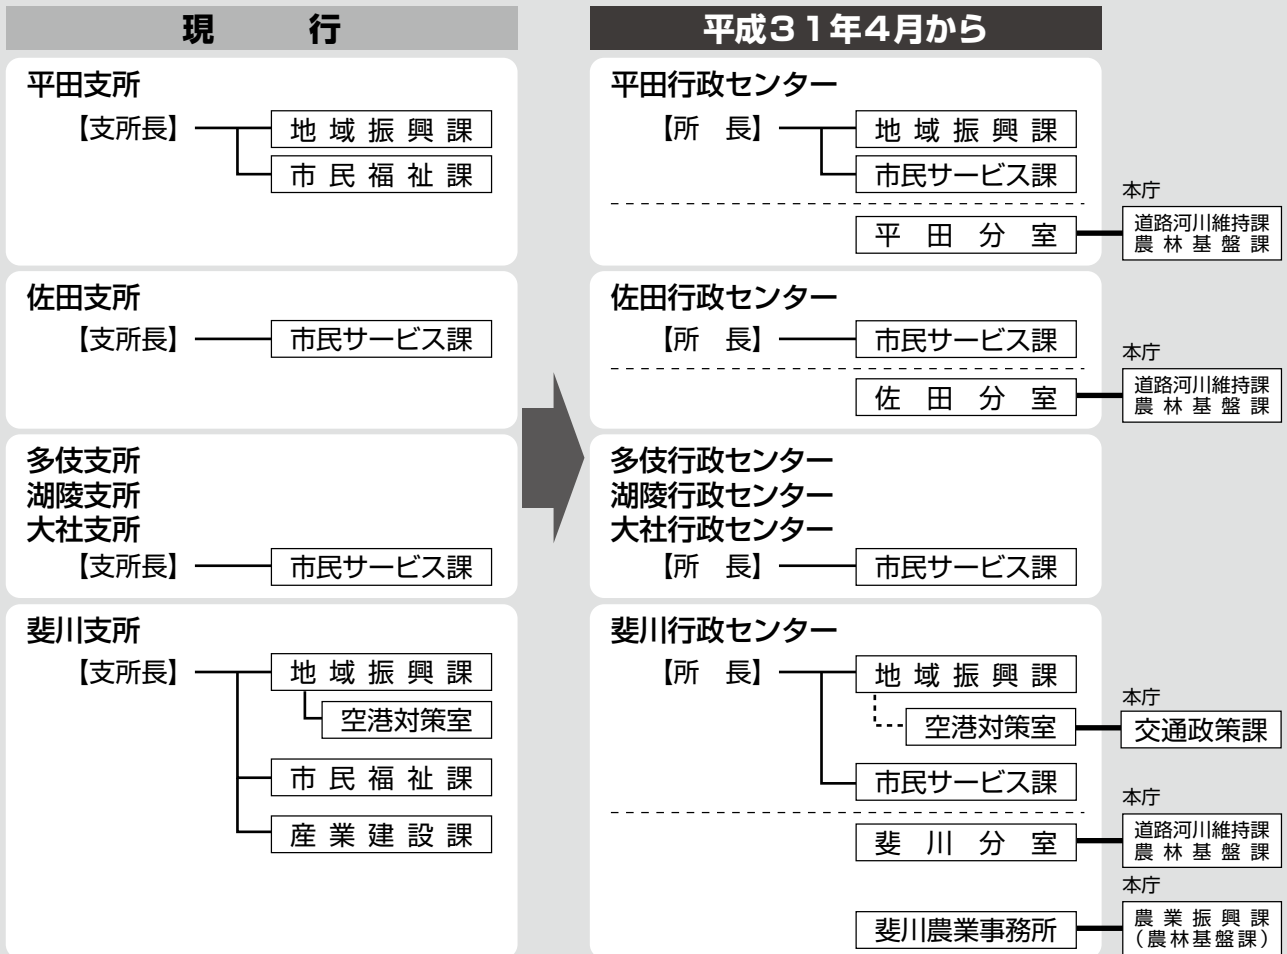 現　行
平田支所
【支所長】
地域振興課
市民福祉課
佐田支所
【支所長】
市民サービス課
多伎支所
湖陵支所
大社支所
【支所長】
市民サービス課
斐川支所
【支所長】
地域振興課
空港対策室
市民福祉課
産業建設課
平成31年4月から
平田行政センター
【所　長】
地域振興課
市民サービス課
平田分室
本庁
道路河川維持課
農林基盤課
佐田行政センター
【所　長】
市民サービス課
佐田分室
本庁
道路河川維持課
農林基盤課
多伎行政センター
湖陵行政センター
大社行政センター
【所　長】
市民サービス課
斐川行政センター
【所　長】
地域振興課
空港対策室
本庁
交通政策課
市民サービス課
斐川分室
本庁
道路河川維持課
農林基盤課
斐川農業事務所
本庁
農業振興課
（農林基盤課）